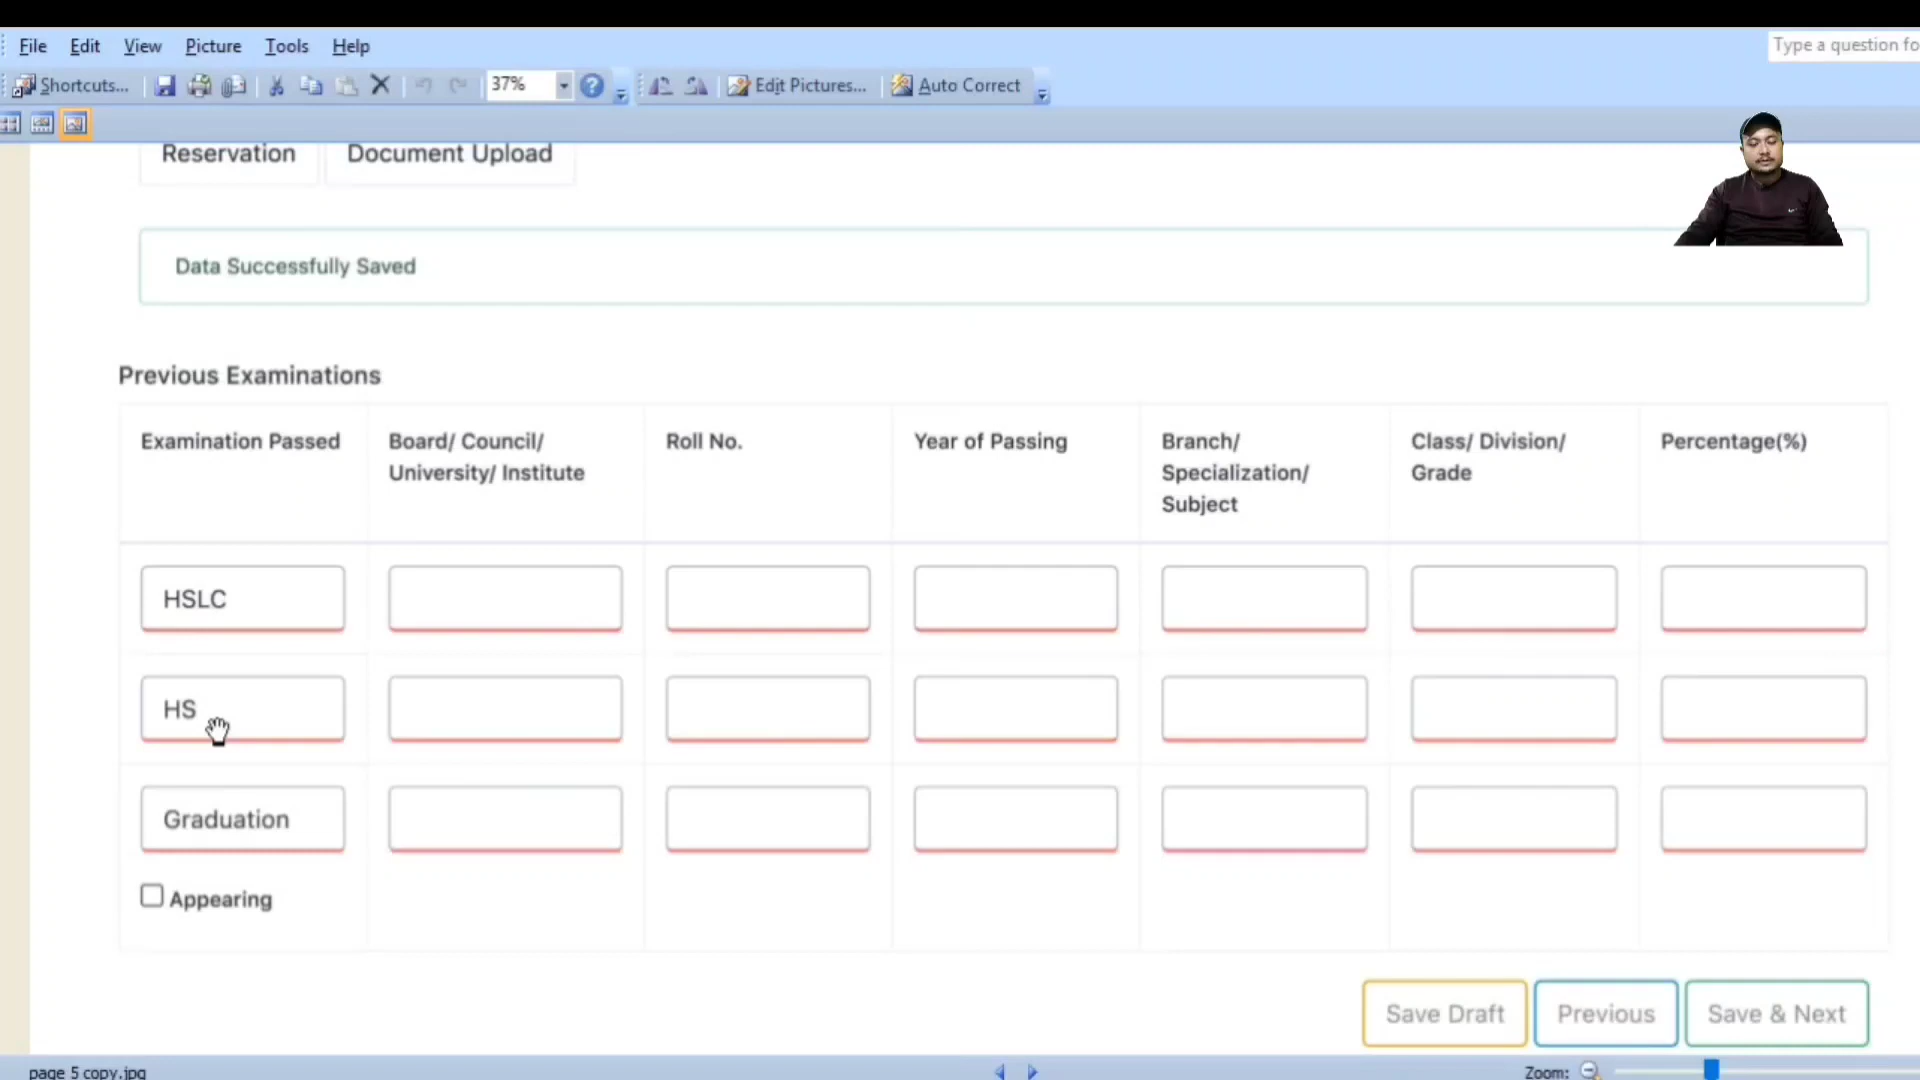 File Edit View Picture Tools Help
Type a question fo
Shortcuts... 37% Edit Pictures... Auto Correct
Reservation Document Upload
Data Successfully Saved
Previous Examinations
Examination Passed
Board/ Council/
University/ Institute
Roll No.
Year of Passing
Branch/
Specialization/
Subject
Class/ Division/
Grade
Percentage(%)
HSLC
HS
Graduation
Appearing
Save Draft Previous Save & Next
page 5 copy.jpg
Zoom: